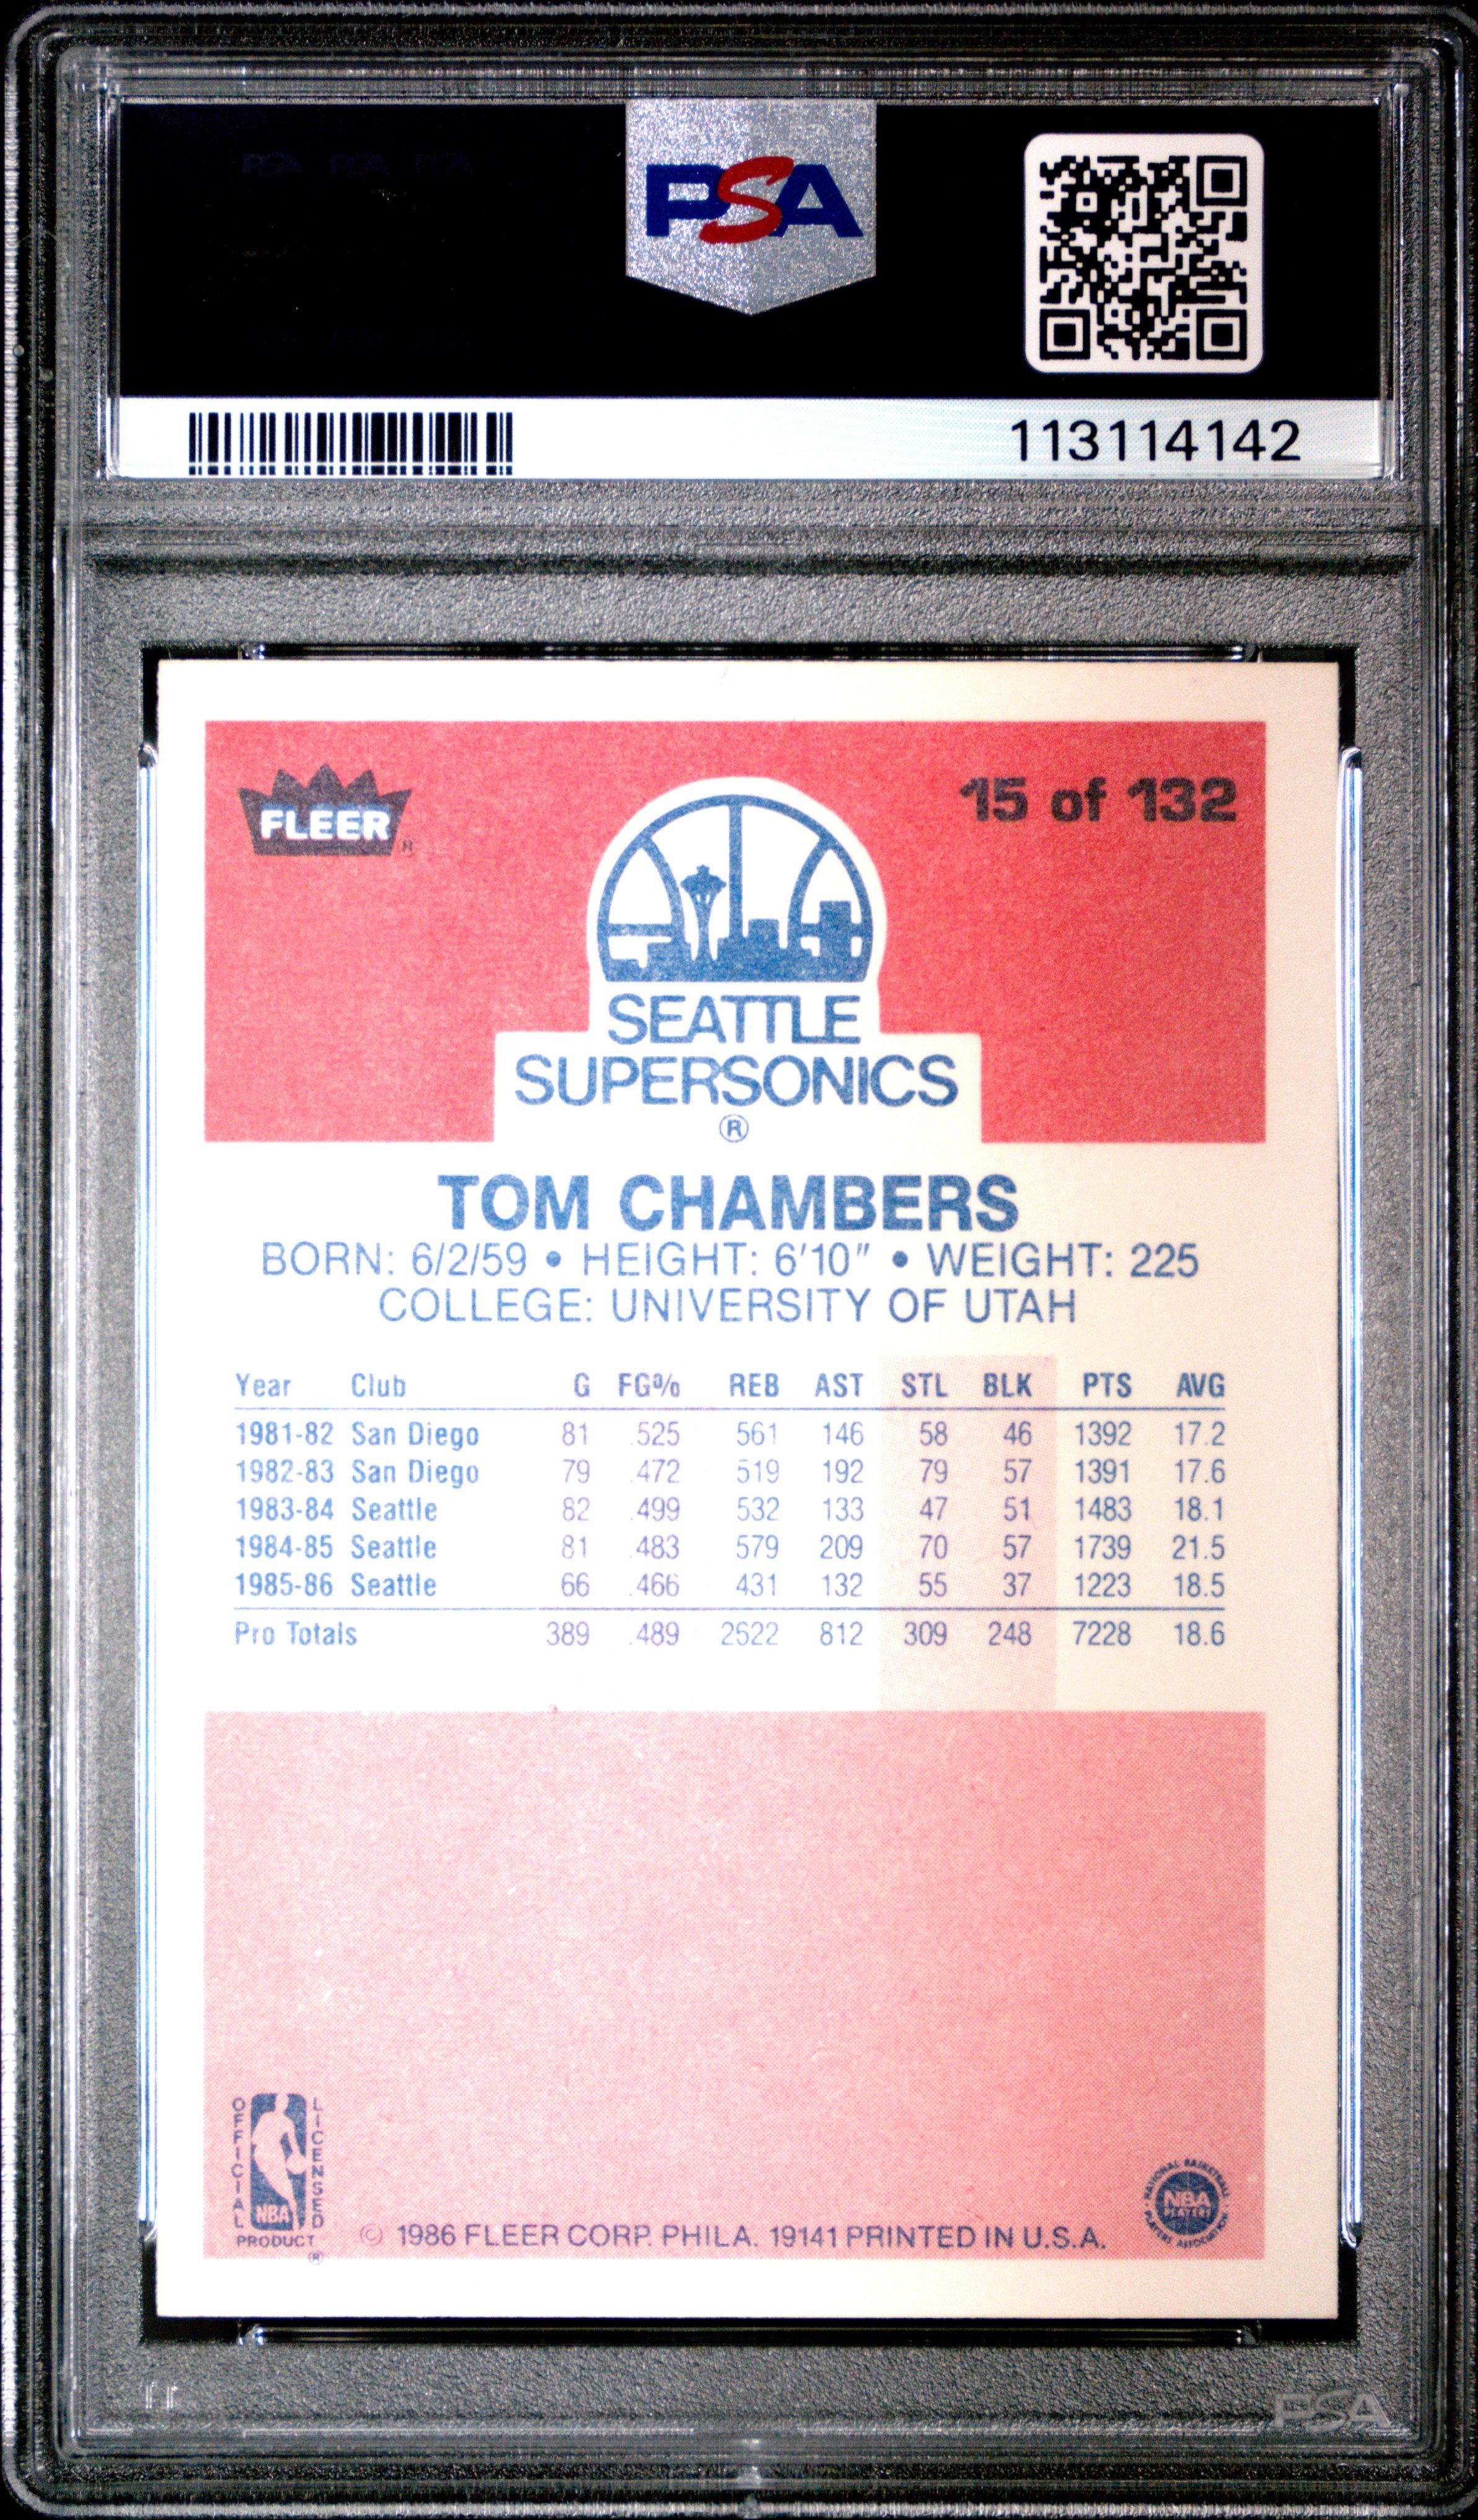 PSA
113114142
FLEER
15 of 132
SEATTLE
SUPERSONICS
®
TOM CHAMBERS
BORN: 6/2/59 • HEIGHT: 6'10" • WEIGHT: 225
COLLEGE: UNIVERSITY OF UTAH
Year Club G FG% REB AST STL BLK PTS AVG
1981-82 San Diego 81 .525 561 146 58 46 1392 17.2
1982-83 San Diego 79 .472 519 192 79 57 1391 17.6
1983-84 Seattle 82 .499 532 133 47 51 1483 18.1
1984-85 Seattle 81 .483 579 209 70 57 1739 21.5
1985-86 Seattle 66 .466 431 132 55 37 1223 18.5
Pro Totals 389 .489 2622 812 309 248 7228 18.6
OFFICIAL
LICENSED
NBA
PRODUCT
®
© 1986 FLEER CORP. PHILA. 19141 PRINTED IN U.S.A.
NATIONAL BASKETBALL
NBA
PLAYERS
PLAYERS ASSOCIATION
PSA